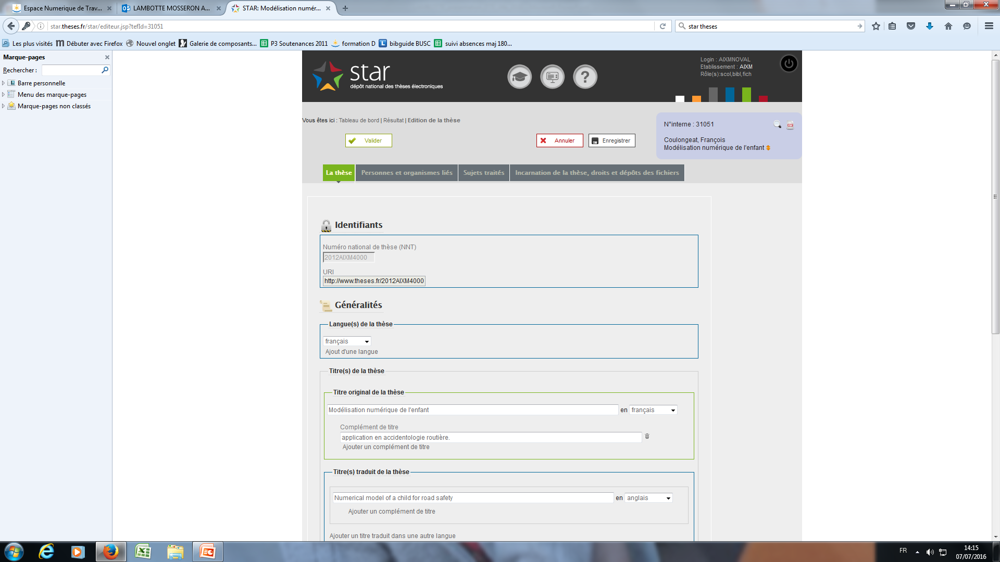 Espace Numerique de Trav...
LAMBOTTE MOSSERON A...
STAR: Modélisation numér...
star.theses.fr/star/editeur.jsp?tefId=31051
star theses
Les plus visités
Débuter avec Firefox
Nouvel onglet
Galerie de composants...
P3 Soutenances 2011
formation D
bibguide BUSC
suivi absences maj 180...
Marque-pages
Rechercher :
Barre personnelle
Menu des marque-pages
Marque-pages non classés
star
dépôt national des thèses électroniques
?
Login : AIXMNOVAL
Etablissement : AIXM
Rôle(s):scol,bibl,fich
Vous êtes ici : Tableau de bord | Résultat | Edition de la thèse
Valider
Annuler
Enregistrer
N°interne : 31051
Coulongeat, François
Modélisation numérique de l'enfant
La thèse
Personnes et organismes liés
Sujets traités
Incarnation de la thèse, droits et dépôts des fichiers
Identifiants
Numéro national de thèse (NNT)
2012AIXM4000
URI
http://www.theses.fr/2012AIXM4000
Généralités
Langue(s) de la thèse
français
Ajout d'une langue
Titre(s) de la thèse
Titre original de la thèse
Modélisation numérique de l'enfant en français
Complément de titre
application en accidentologie routière.
Ajouter un complément de titre
Titre(s) traduit de la thèse
Numerical model of a child for road safety en anglais
Ajouter un complément de titre
Ajouter un titre traduit dans une autre langue
FR
14:15
07/07/2016